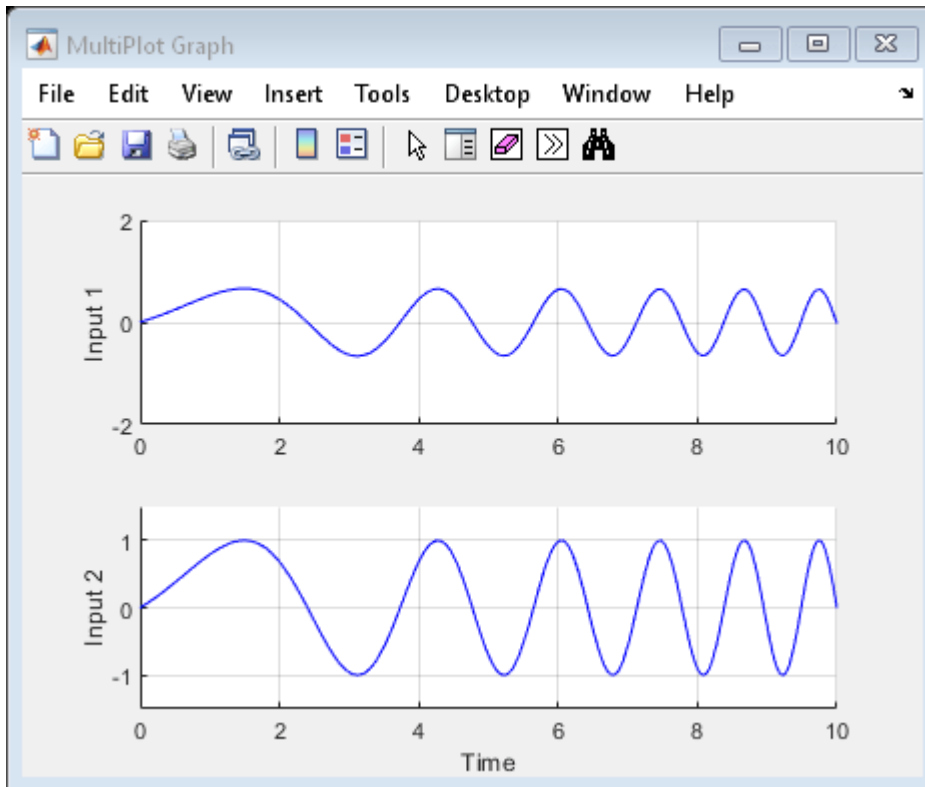 MultiPlot Graph
File Edit View Insert Tools Desktop Window Help
2
0
-2
Input 1
0 2 4 6 8 10
1
0
-1
Input 2
0 2 4 6 8 10
Time